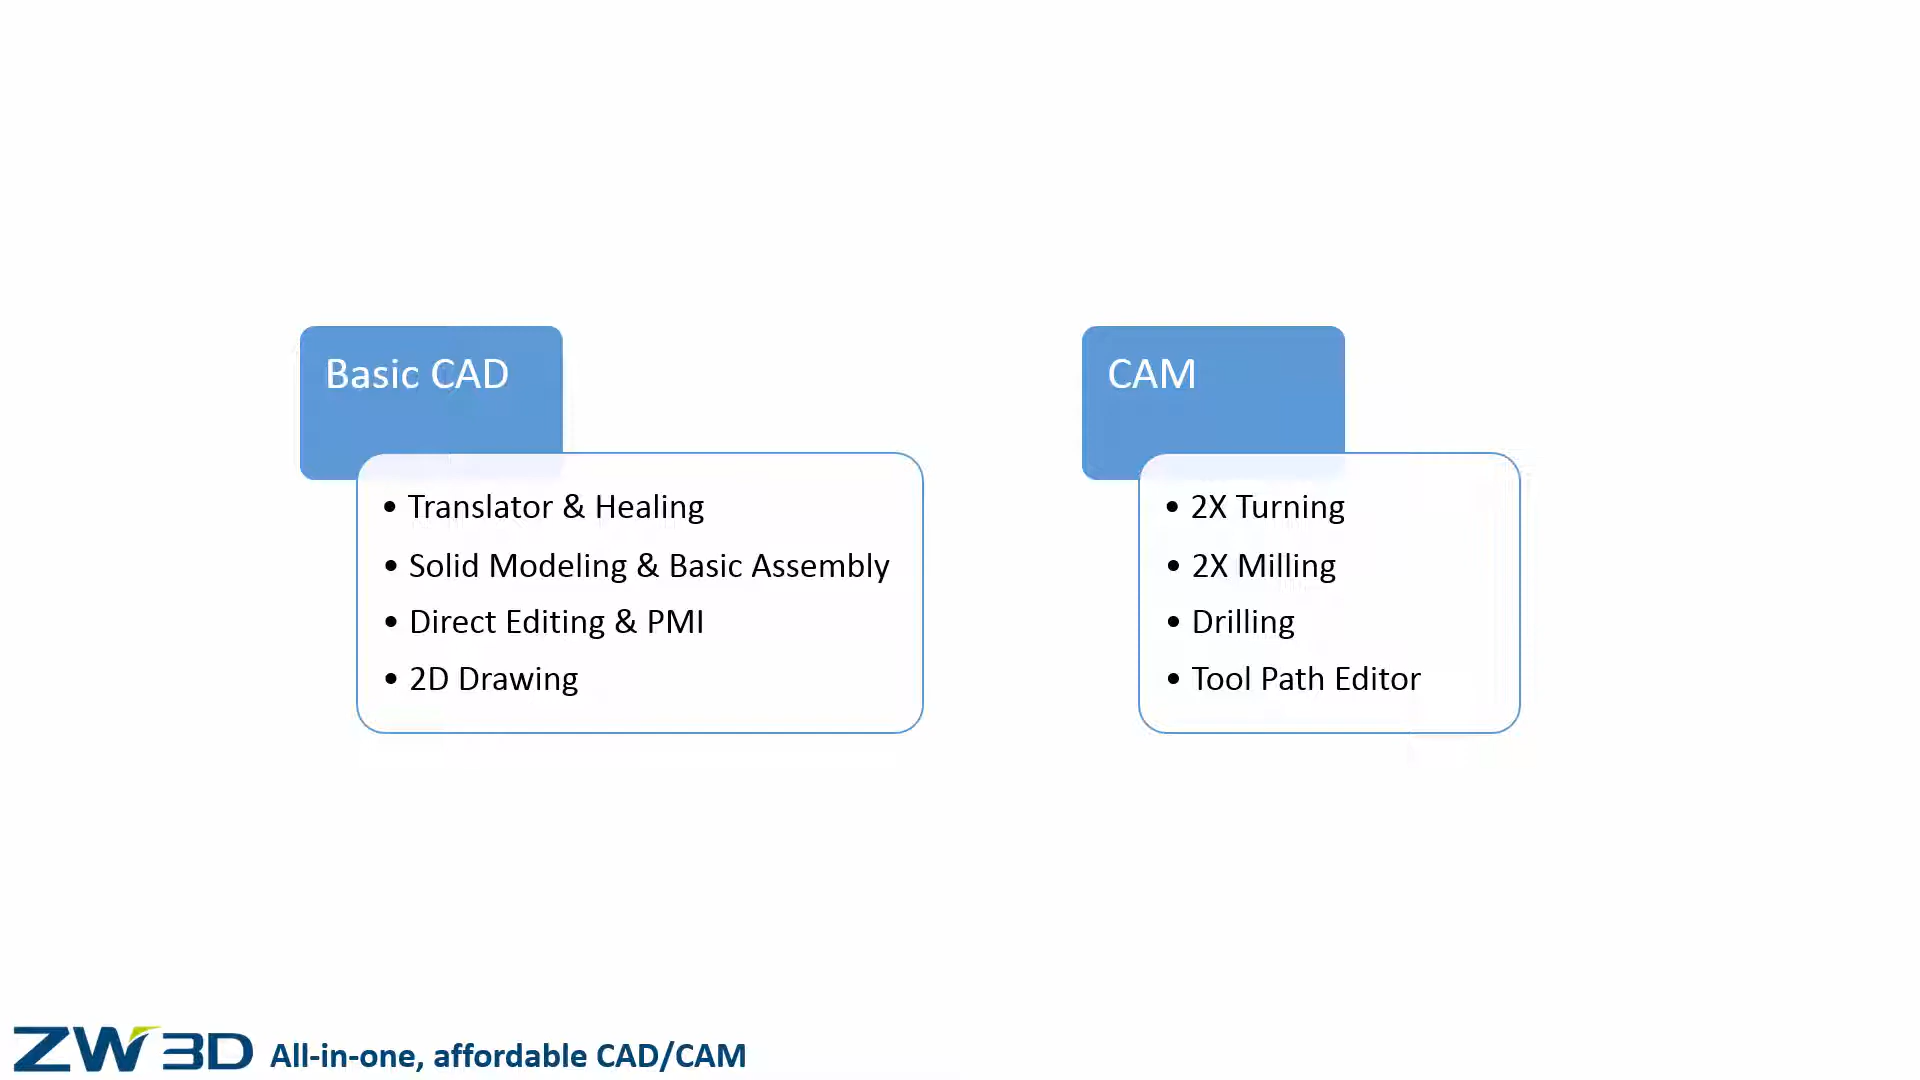 Basic CAD
• Translator & Healing
• Solid Modeling & Basic Assembly
• Direct Editing & PMI
• 2D Drawing
CAM
• 2X Turning
• 2X Milling
• Drilling
• Tool Path Editor
ZW3D All-in-one, affordable CAD/CAM